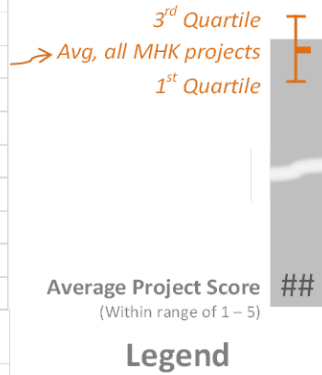 3rd Quartile
Avg, all MHK projects
1st Quartile
Average Project Score ##
(Within range of 1 – 5)
Legend